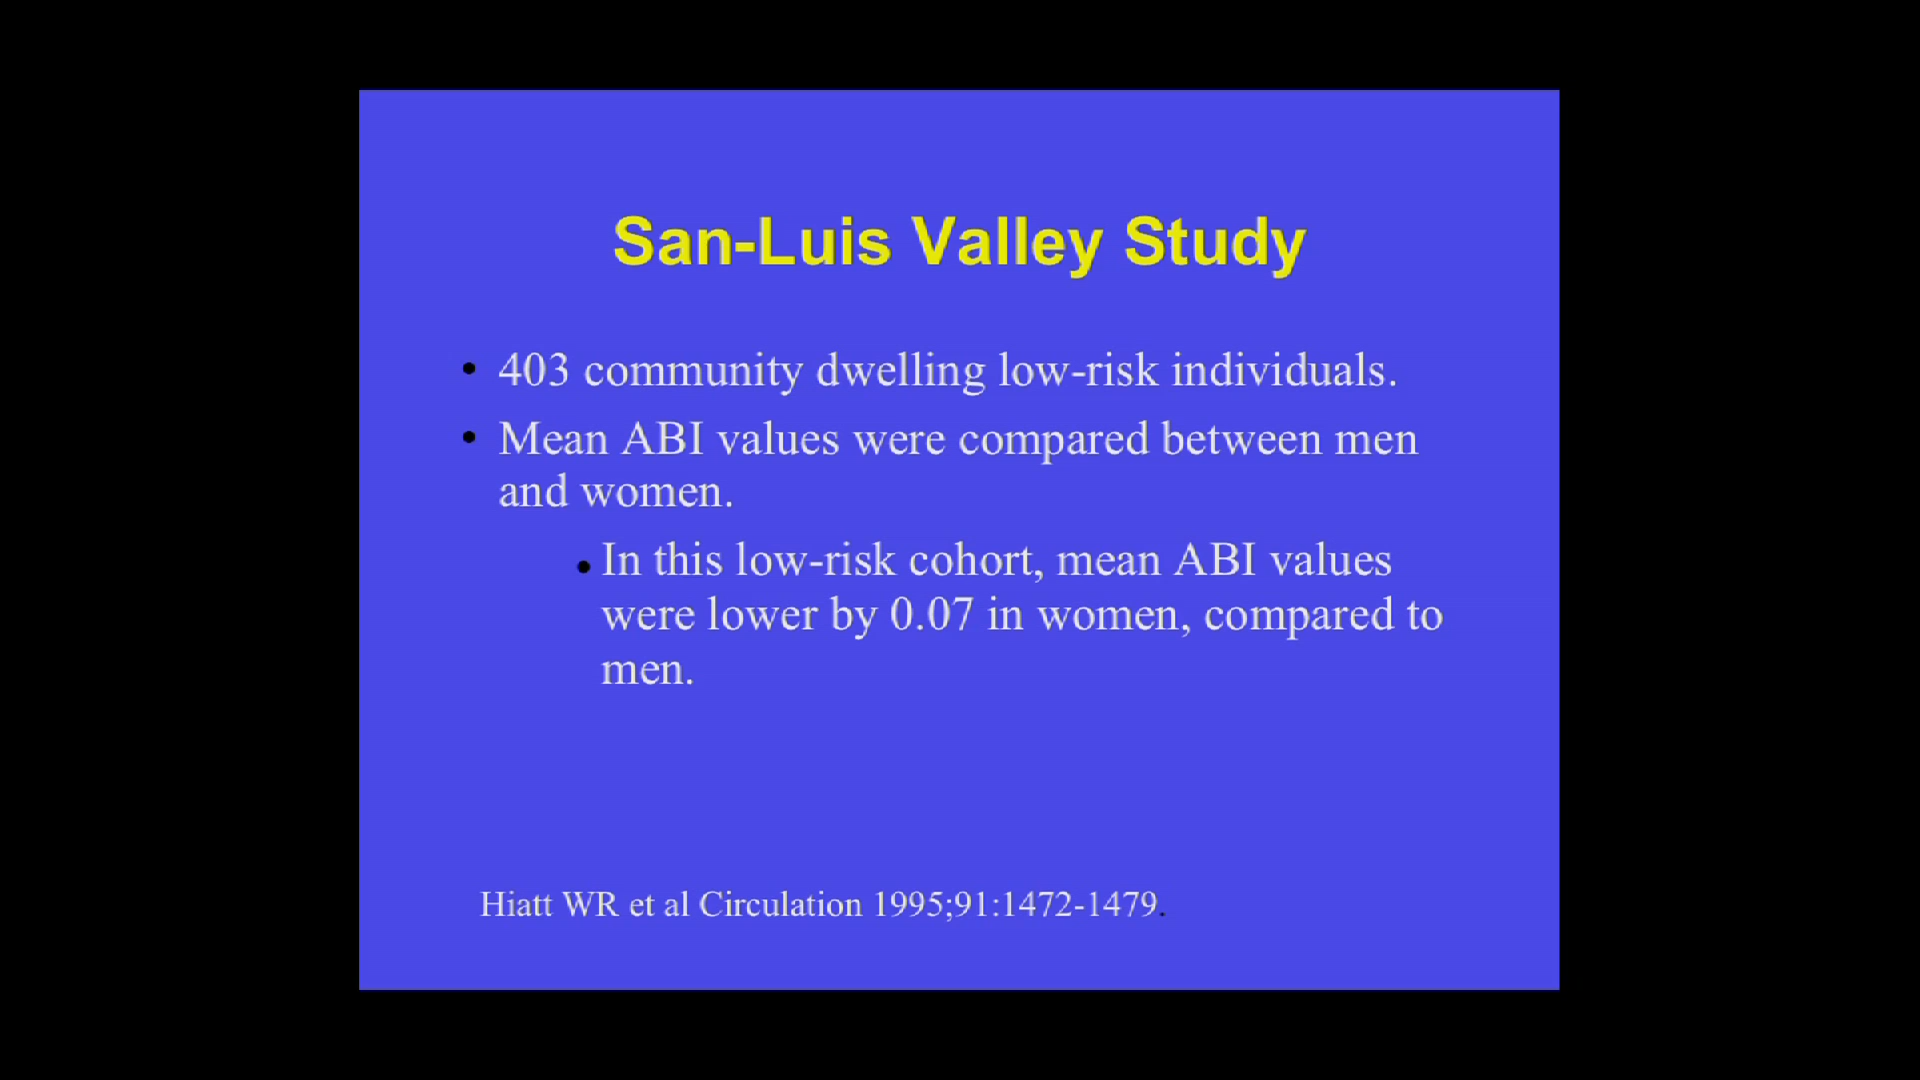 San-Luis Valley Study
• 403 community dwelling low-risk individuals.
• Mean ABI values were compared between men
and women.
• In this low-risk cohort, mean ABI values
were lower by 0.07 in women, compared to
men.
Hiatt WR et al Circulation 1995;91:1472-1479.